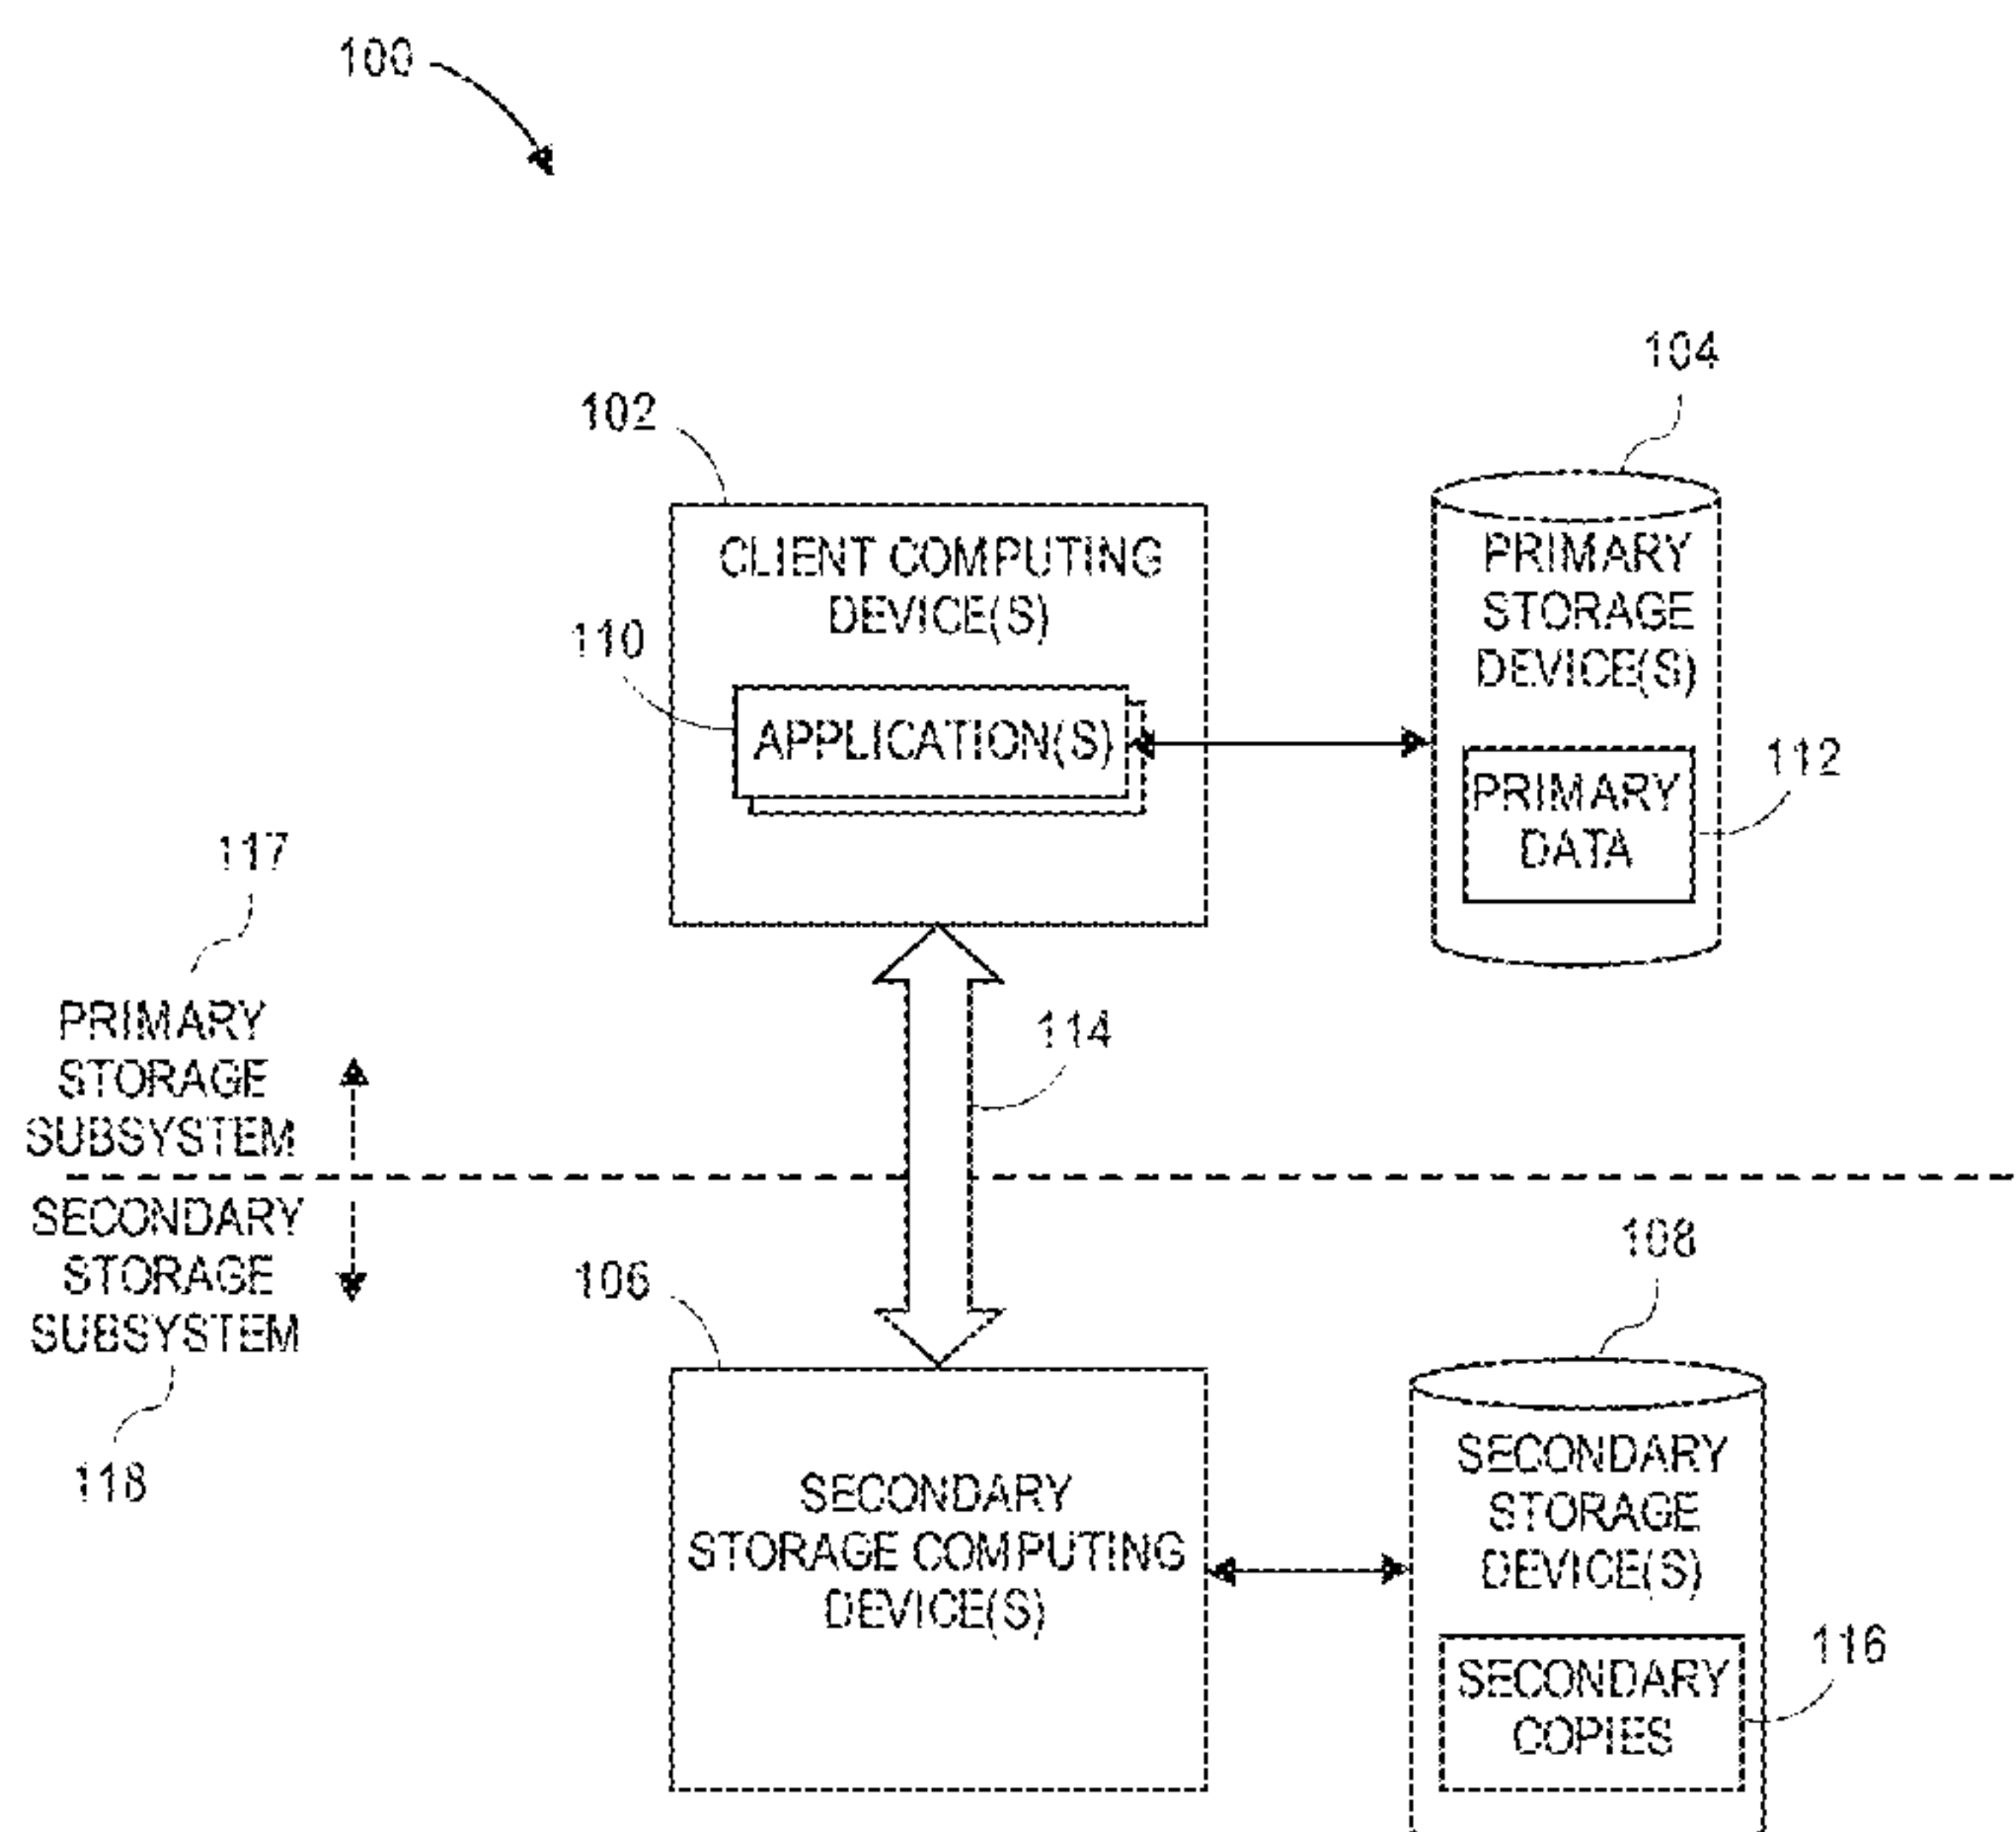 100
104
102
CLIENT COMPUTING
DEVICE(S)
110
APPLICATION(S)
PRIMARY
STORAGE
DEVICE(S)
112
PRIMARY
DATA
117
PRIMARY
STORAGE
SUBSYSTEM
114
SECONDARY
STORAGE
SUBSYSTEM
118
106
108
SECONDARY
STORAGE COMPUTING
DEVICE(S)
SECONDARY
STORAGE
DEVICE(S)
116
SECONDARY
COPIES